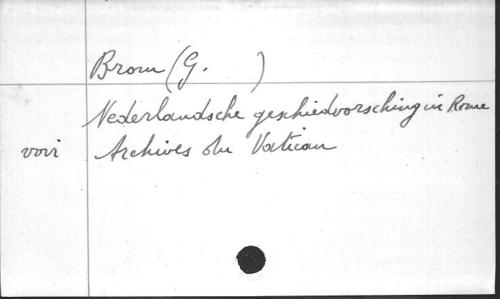 Brom (G. )
Nederlandsche geschiedvorsching in Rome
voir Archives du Vatican